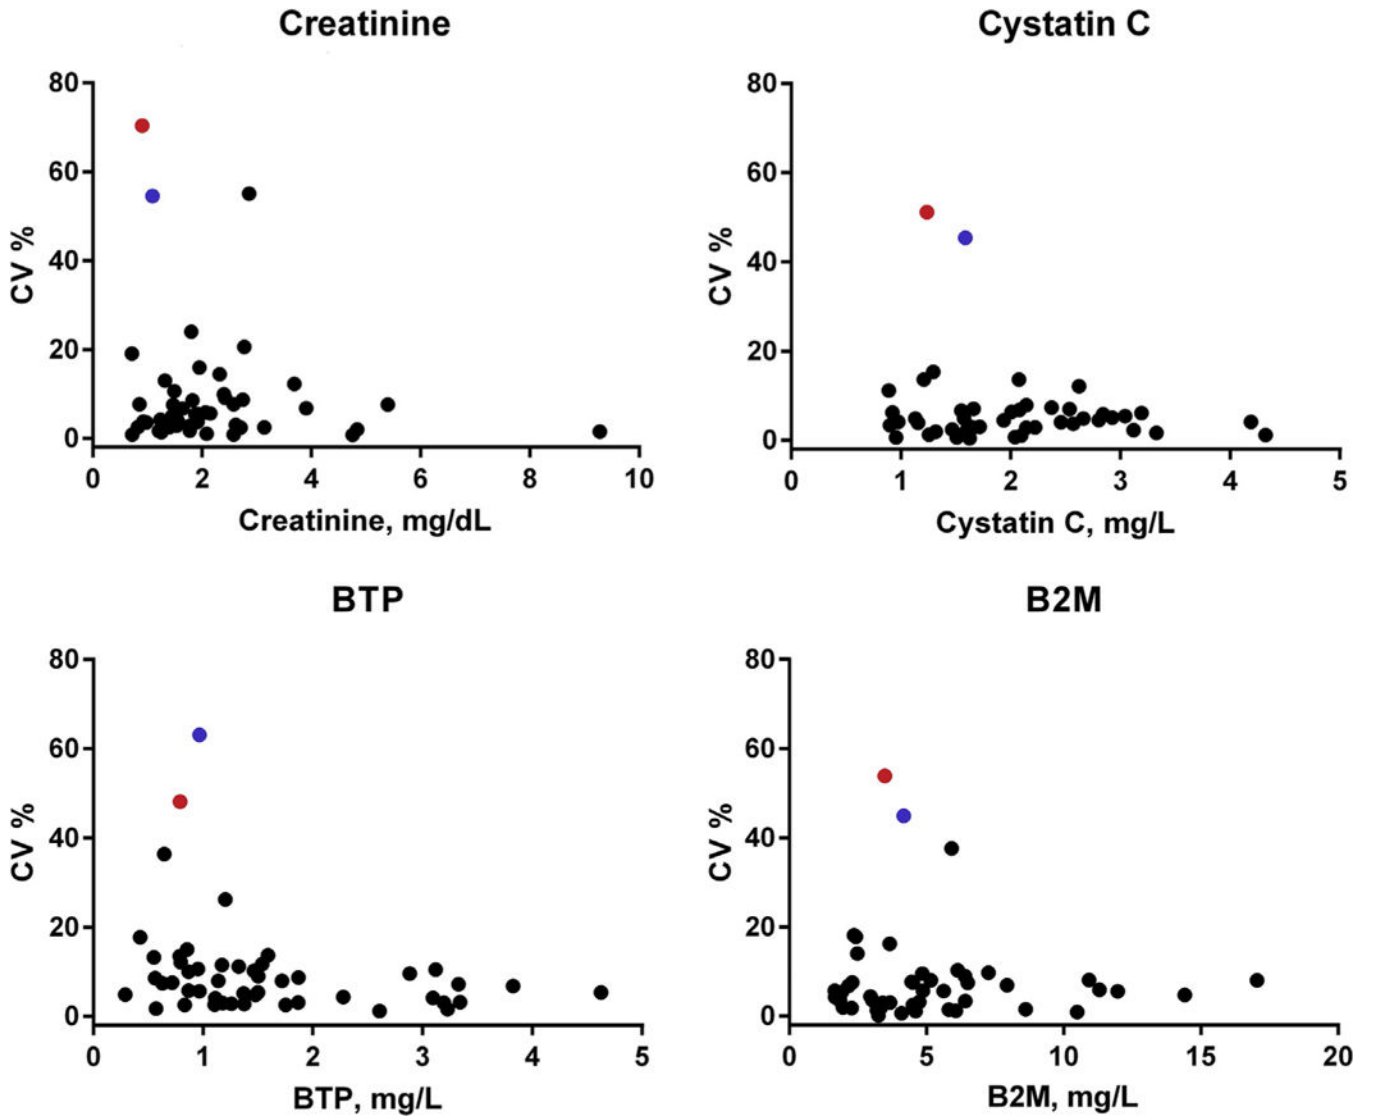 Creatinine
80
60
40
20
0
CV %
0 2 4 6 8 10
Creatinine, mg/dL
Cystatin C
80
60
40
20
0
CV %
0 1 2 3 4 5
Cystatin C, mg/L
BTP
80
60
40
20
0
CV %
0 1 2 3 4 5
BTP, mg/L
B2M
80
60
40
20
0
CV %
0 5 10 15 20
B2M, mg/L